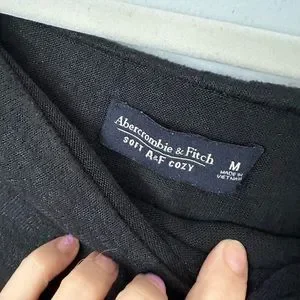 Abercrombie & Fitch
SOFT A&F COZY
M
MADE IN
VIETNAM